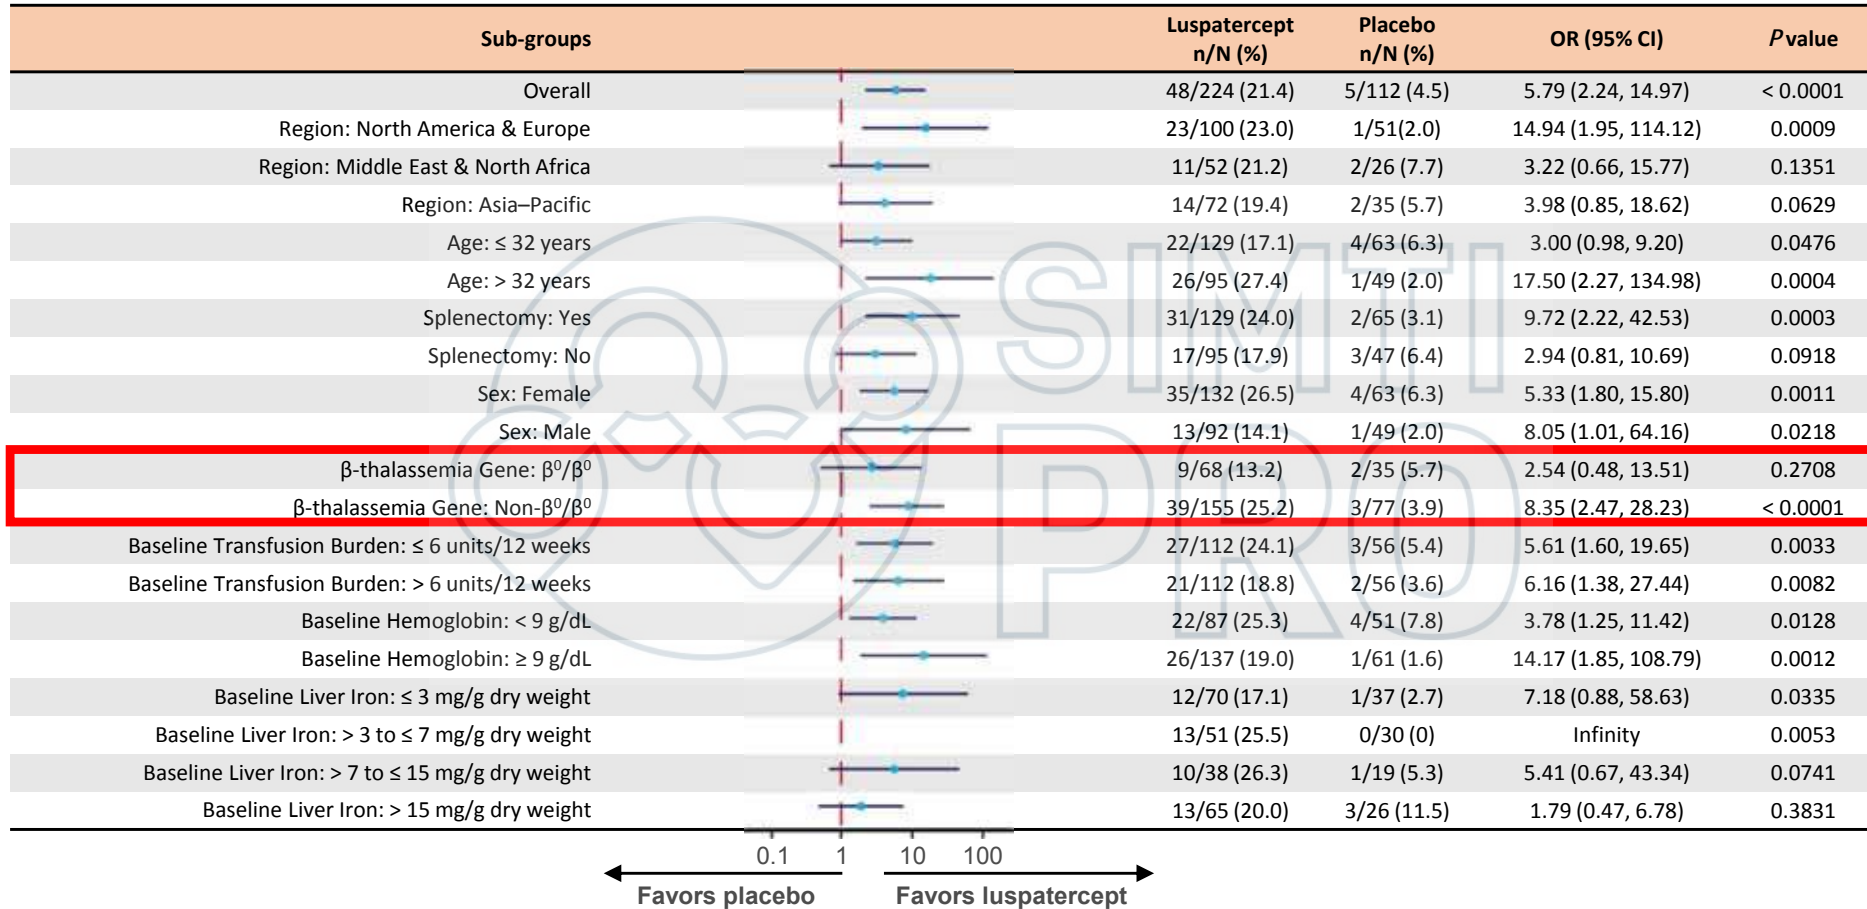 Sub-groups Luspatercept n/N (%) Placebo n/N (%) OR (95% CI) P value
Overall 48/224 (21.4) 5/112 (4.5) 5.79 (2.24, 14.97) < 0.0001
Region: North America & Europe 23/100 (23.0) 1/51(2.0) 14.94 (1.95, 114.12) 0.0009
Region: Middle East & North Africa 11/52 (21.2) 2/26 (7.7) 3.22 (0.66, 15.77) 0.1351
Region: Asia–Pacific 14/72 (19.4) 2/35 (5.7) 3.98 (0.85, 18.62) 0.0629
Age: ≤ 32 years 22/129 (17.1) 4/63 (6.3) 3.00 (0.98, 9.20) 0.0476
Age: > 32 years 26/95 (27.4) 1/49 (2.0) 17.50 (2.27, 134.98) 0.0004
Splenectomy: Yes 31/129 (24.0) 2/65 (3.1) 9.72 (2.22, 42.53) 0.0003
Splenectomy: No 17/95 (17.9) 3/47 (6.4) 2.94 (0.81, 10.69) 0.0918
Sex: Female 35/132 (26.5) 4/63 (6.3) 5.33 (1.80, 15.80) 0.0011
Sex: Male 13/92 (14.1) 1/49 (2.0) 8.05 (1.01, 64.16) 0.0218
β-thalassemia Gene: β⁰/β⁰ 9/68 (13.2) 2/35 (5.7) 2.54 (0.48, 13.51) 0.2708
β-thalassemia Gene: Non-β⁰/β⁰ 39/155 (25.2) 3/77 (3.9) 8.35 (2.47, 28.23) < 0.0001
Baseline Transfusion Burden: ≤ 6 units/12 weeks 27/112 (24.1) 3/56 (5.4) 5.61 (1.60, 19.65) 0.0033
Baseline Transfusion Burden: > 6 units/12 weeks 21/112 (18.8) 2/56 (3.6) 6.16 (1.38, 27.44) 0.0082
Baseline Hemoglobin: < 9 g/dL 22/87 (25.3) 4/51 (7.8) 3.78 (1.25, 11.42) 0.0128
Baseline Hemoglobin: ≥ 9 g/dL 26/137 (19.0) 1/61 (1.6) 14.17 (1.85, 108.79) 0.0012
Baseline Liver Iron: ≤ 3 mg/g dry weight 12/70 (17.1) 1/37 (2.7) 7.18 (0.88, 58.63) 0.0335
Baseline Liver Iron: > 3 to ≤ 7 mg/g dry weight 13/51 (25.5) 0/30 (0) Infinity 0.0053
Baseline Liver Iron: > 7 to ≤ 15 mg/g dry weight 10/38 (26.3) 1/19 (5.3) 5.41 (0.67, 43.34) 0.0741
Baseline Liver Iron: > 15 mg/g dry weight 13/65 (20.0) 3/26 (11.5) 1.79 (0.47, 6.78) 0.3831
0.1 1 10 100
Favors placebo Favors luspatercept
SIMTI
PRO